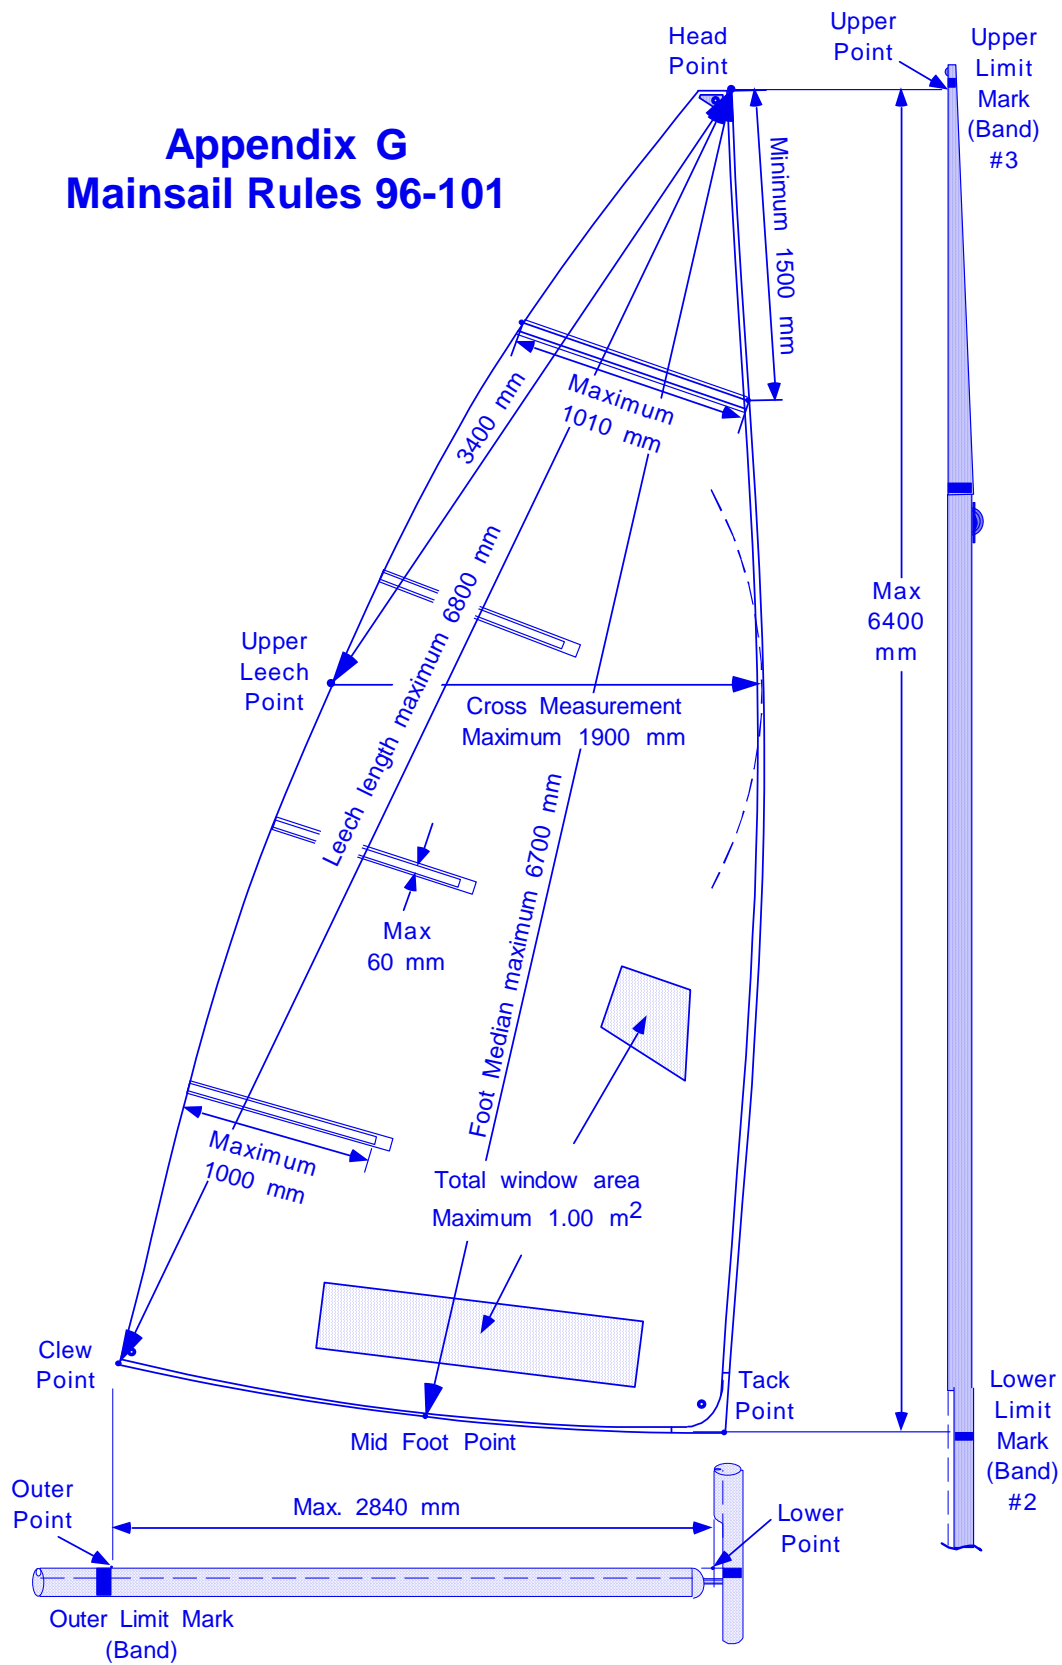 Head
Point
Upper
Point
Upper
Limit
Mark
(Band)
#3
Appendix G
Mainsail Rules 96-101
Minimum 1500 mm
Maximum
1010 mm
3400 mm
Leech length maximum 6800 mm
Max
6400
mm
Upper
Leech
Point
Cross Measurement
Maximum 1900 mm
Foot Median maximum 6700 mm
Max
60 mm
Maximum
1000 mm
Total window area
Maximum 1.00 m2
Clew
Point
Tack
Point
Mid Foot Point
Lower
Limit
Mark
(Band)
#2
Outer
Point
Max. 2840 mm
Lower
Point
Outer Limit Mark
(Band)